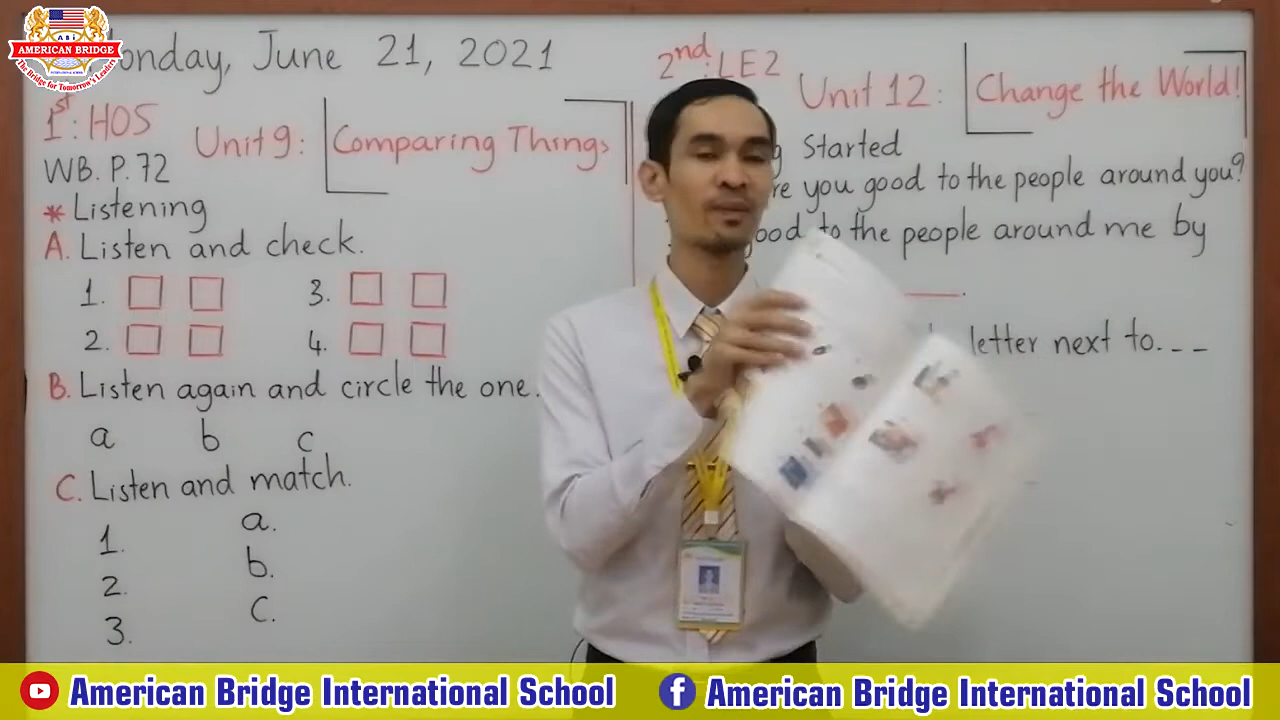 AMERICAN BRIDGE
The Bridge for Tomorrow's Leaders
Monday, June 21, 2021
1st: HOS
Unit 9: Comparing Things
WB. P. 72
* Listening
A. Listen and check.
1. 3.
2. 4.
B. Listen again and circle the one.
a b c
C. Listen and match.
1. a.
2. b.
3. c.
2nd: LE2
Unit 12: Change the World!
Started
you good to the people around you?
to the people around me by
.
letter next to. _ _
American Bridge International School
American Bridge International School